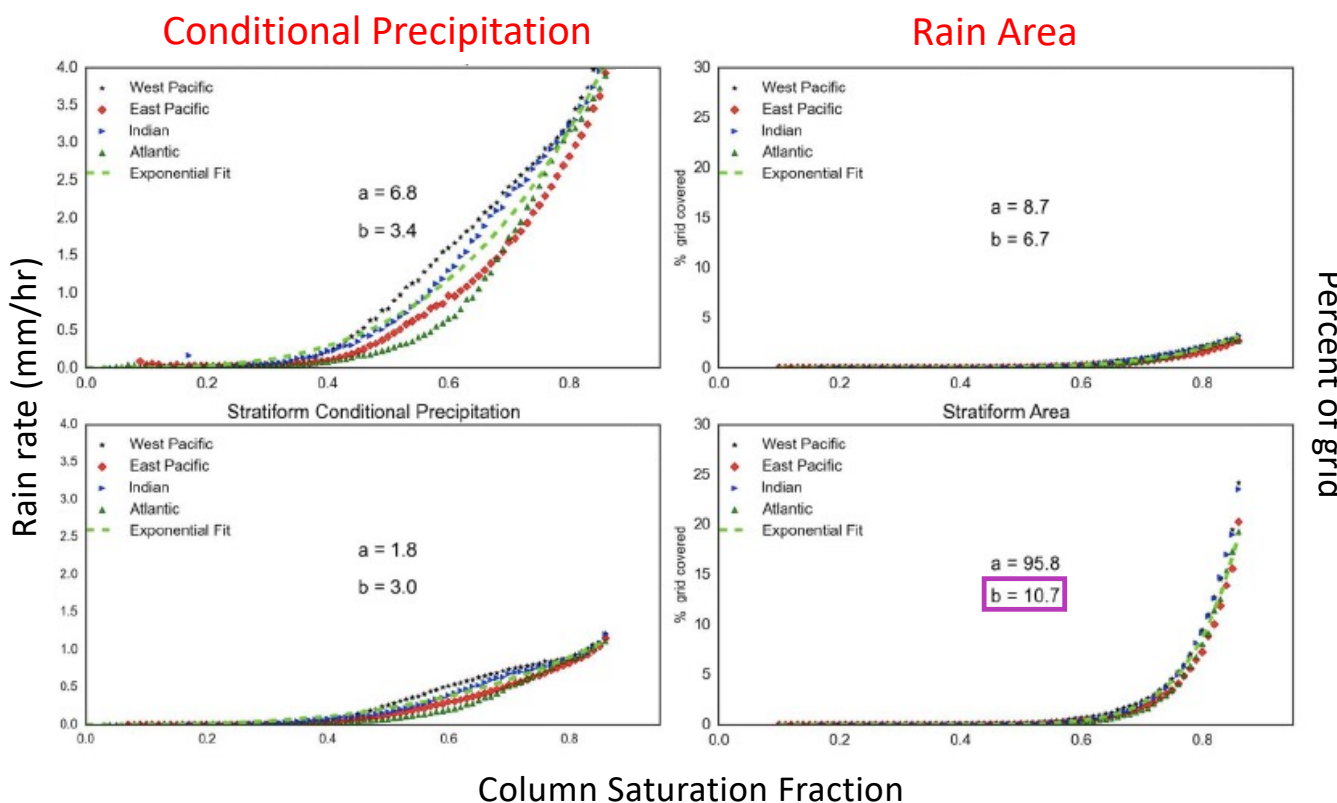 Conditional Precipitation
Rain Area
4.0
3.5
3.0
2.5
2.0
1.5
1.0
0.5
0.0
West Pacific
East Pacific
Indian
Atlantic
Exponential Fit
a = 6.8
b = 3.4
0.0 0.2 0.4 0.6 0.8
30
25
20
15
10
5
0
% grid covered
West Pacific
East Pacific
Indian
Atlantic
Exponential Fit
a = 8.7
b = 6.7
0.0 0.2 0.4 0.6 0.8
Rain rate (mm/hr)
Percent of grid
Stratiform Conditional Precipitation
4.0
3.5
3.0
2.5
2.0
1.5
1.0
0.5
0.0
West Pacific
East Pacific
Indian
Atlantic
Exponential Fit
a = 1.8
b = 3.0
0.0 0.2 0.4 0.6 0.8
Stratiform Area
30
25
20
15
10
5
0
% grid covered
West Pacific
East Pacific
Indian
Atlantic
Exponential Fit
a = 95.8
b = 10.7
0.0 0.2 0.4 0.6 0.8
Column Saturation Fraction